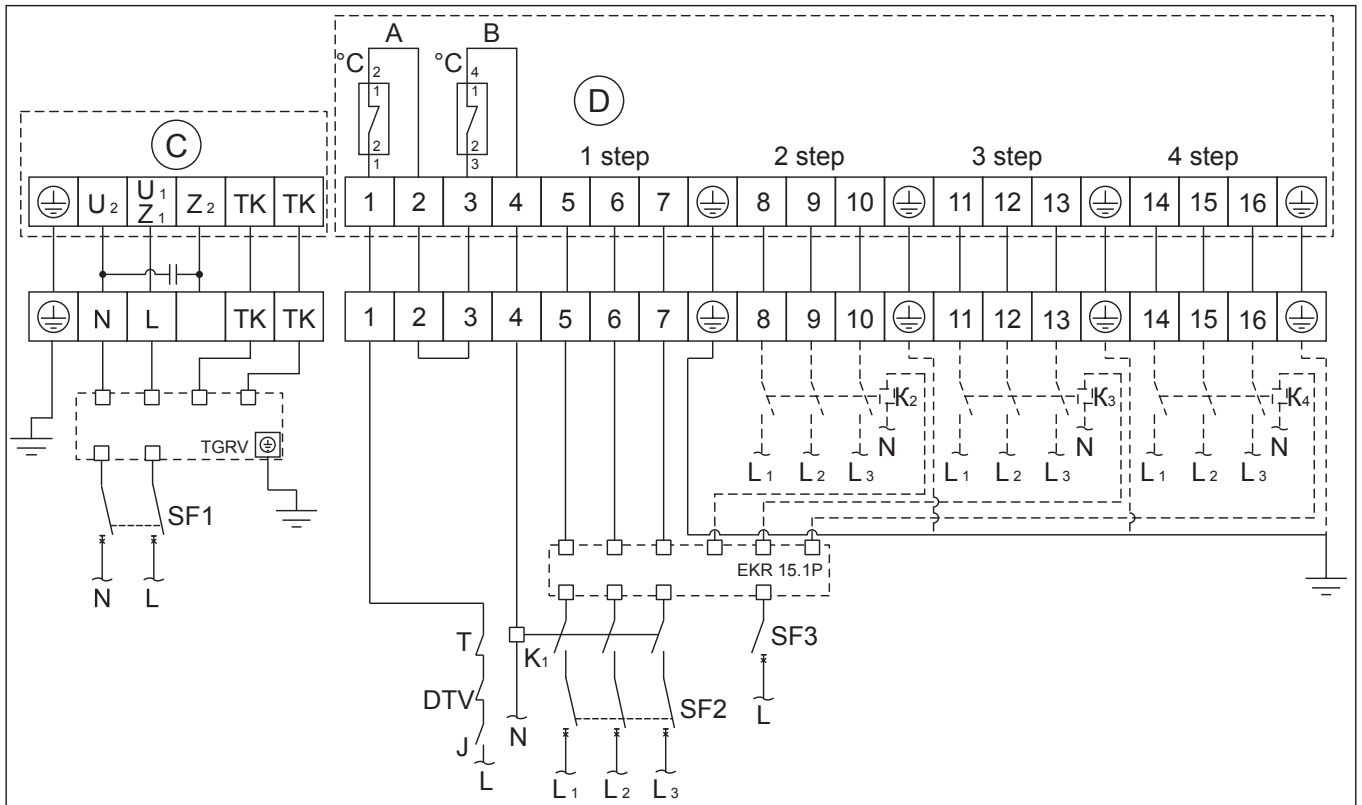 A B
°C 2 °C 4
1 1
D
2 2
1 3
C
1 step 2 step 3 step 4 step
U2 U1 Z1 Z2 TK TK
1 2 3 4 5 6 7 8 9 10 11 12 13 14 15 16
N L TK TK
1 2 3 4 5 6 7 8 9 10 11 12 13 14 15 16
K2 K3 K4
N N N
TGRV
L1 L2 L3 L1 L2 L3 L1 L2 L3
SF1
EKR 15.1P
N L
T K1 SF3
DTV
SF2
J N L
L
L1 L2 L3